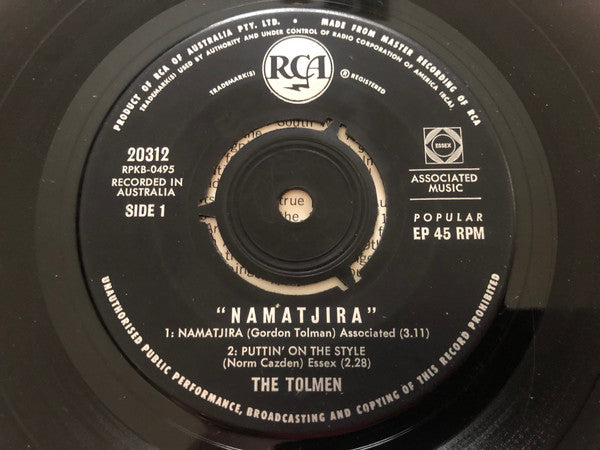 PRODUCT OF RCA OF AUSTRALIA PTY. LTD. • MADE FROM MASTER RECORDING OF RCA
TRADEMARK(S) USED BY AUTHORITY AND UNDER CONTROL OF RADIO CORPORATION OF AMERICA (RCA).
RCA
TRADEMARK(S) ® REGISTERED
20312
RPKB-0495
RECORDED IN
AUSTRALIA
SIDE 1
ESSEX
ASSOCIATED
MUSIC
POPULAR
EP 45 RPM
South
true
the
"NAMATJIRA"
1: NAMATJIRA (Gordon Tolman) Associated (3.11)
2: PUTTIN' ON THE STYLE
(Norm Cazden) Essex (2.28)
THE TOLMEN
UNAUTHORISED PUBLIC PERFORMANCE, BROADCASTING AND COPYING OF THIS RECORD PROHIBITED